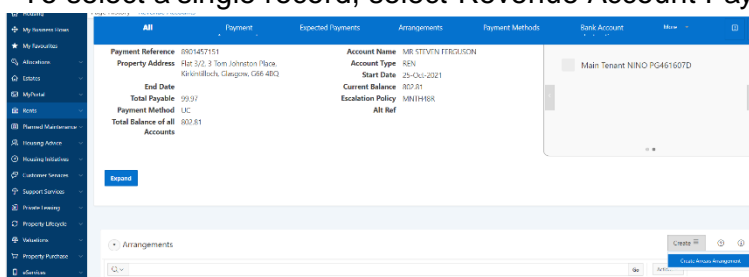 To select a single record, select Revenue Account Pay
Housing
My Business Views
My Favourites
Allocations
Estates
MyPortal
Rents
Planned Maintenance
Housing Advice
Housing Initiatives
Customer Services
Support Services
Private Leasing
Property Lifecycle
Valuations
Property Purchase
eServices
All Payment Expected Payments Arrangements Payment Methods Bank Account More
Payment Reference 8901457151
Property Address Flat 3/2, 3 Tom Johnston Place,
Kirkintilloch, Glasgow, G66 4BQ
End Date
Total Payable 99.97
Payment Method UC
Total Balance of all 802.81
Accounts
Account Name MR STEVEN FERGUSON
Account Type REN
Start Date 25-Oct-2021
Current Balance 802.81
Escalation Policy MNTH48R
Alt Ref
Main Tenant NINO PG461607D
Expand
Arrangements
Create
Create Arrears Arrangement
Go